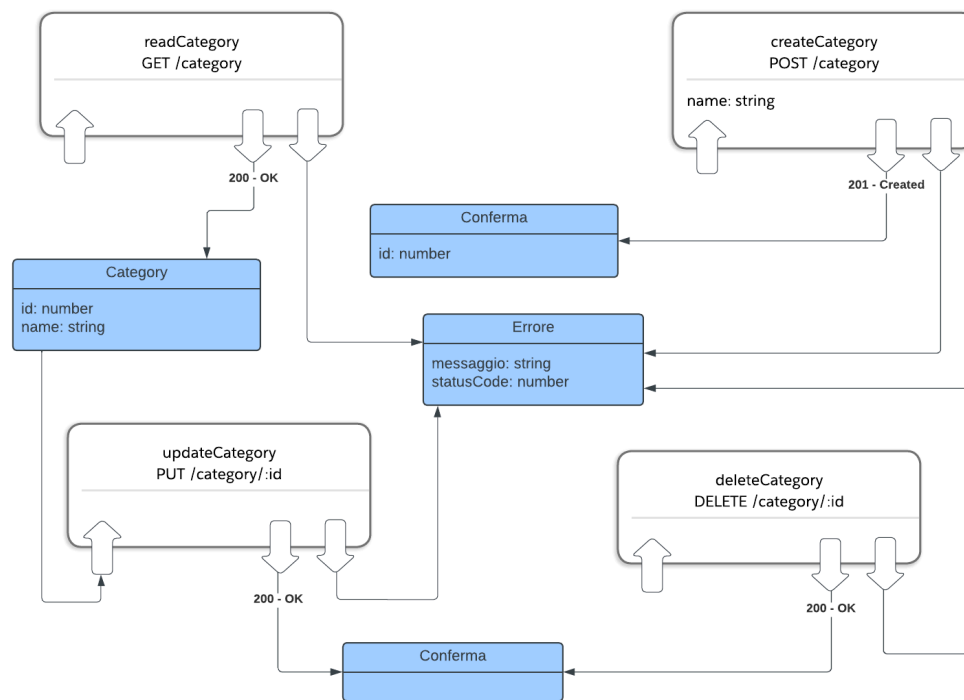 readCategory
GET /category
createCategory
POST /category
name: string
200 - OK
201 - Created
Conferma
id: number
Category
id: number
name: string
Errore
messaggio: string
statusCode: number
updateCategory
PUT /category/:id
deleteCategory
DELETE /category/:id
200 - OK
200 - OK
Conferma